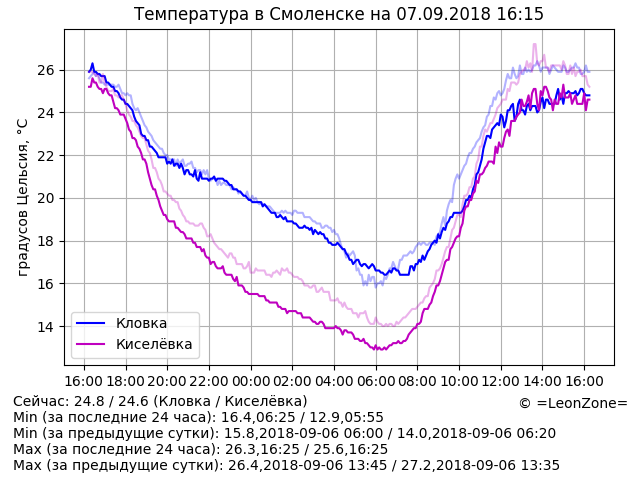 Температура в Смоленске на 07.09.2018 16:15
градусов Цельсия, °C
26
24
22
20
18
16
14
Кловка
Киселёвка
16:00 18:00 20:00 22:00 00:00 02:00 04:00 06:00 08:00 10:00 12:00 14:00 16:00
Сейчас: 24.8 / 24.6 (Кловка / Киселёвка)
© =LeonZone=
Min (за последние 24 часа): 16.4,06:25 / 12.9,05:55
Min (за предыдущие сутки): 15.8,2018-09-06 06:00 / 14.0,2018-09-06 06:20
Max (за последние 24 часа): 26.3,16:25 / 25.6,16:25
Max (за предыдущие сутки): 26.4,2018-09-06 13:45 / 27.2,2018-09-06 13:35